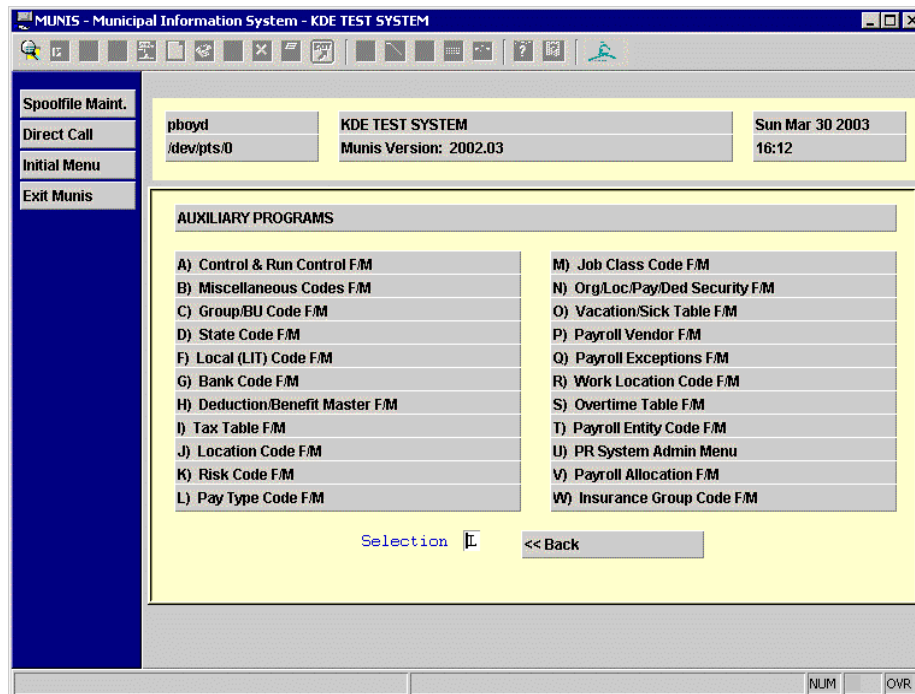 MUNIS - Municipal Information System - KDE TEST SYSTEM
Spoolfile Maint.
Direct Call
Initial Menu
Exit Munis
pboyd
KDE TEST SYSTEM
Sun Mar 30 2003
/dev/pts/0
Munis Version: 2002.03
16:12
AUXILIARY PROGRAMS
A) Control & Run Control F/M
B) Miscellaneous Codes F/M
C) Group/BU Code F/M
D) State Code F/M
F) Local (LIT) Code F/M
G) Bank Code F/M
H) Deduction/Benefit Master F/M
I) Tax Table F/M
J) Location Code F/M
K) Risk Code F/M
L) Pay Type Code F/M
M) Job Class Code F/M
N) Org/Loc/Pay/Ded Security F/M
O) Vacation/Sick Table F/M
P) Payroll Vendor F/M
Q) Payroll Exceptions F/M
R) Work Location Code F/M
S) Overtime Table F/M
T) Payroll Entity Code F/M
U) PR System Admin Menu
V) Payroll Allocation F/M
W) Insurance Group Code F/M
Selection L
<< Back
NUM OVR